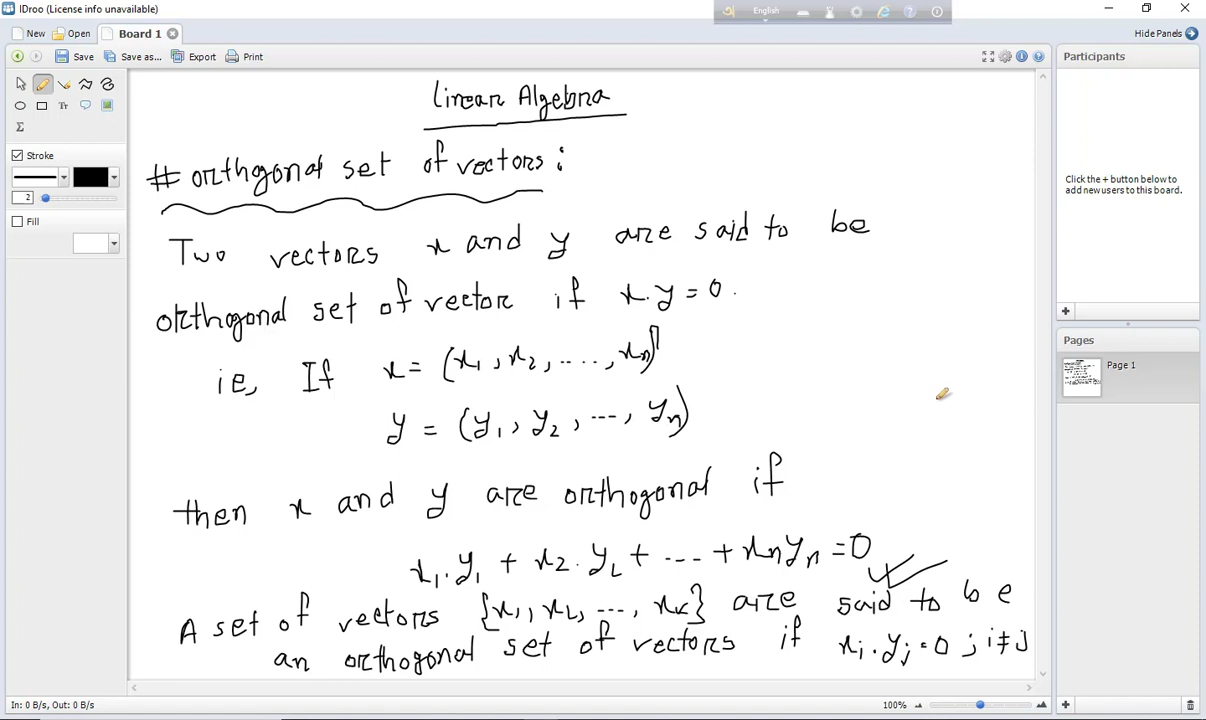 IDroo (License info unavailable)
English
New Open Board 1
Hide Panels
Save Save as... Export Print
Participants
Linear Algebra
# orthogonal set of vectors:
Stroke
Two vectors x and y are said to be
2
Click the + button below to
add new users to this board.
Fill
orthogonal set of vector if x.y = 0.
ie, If x = (x1, x2, ...., xn)
Pages
Page 1
y = (y1, y2, ..., yn)
then x and y are orthogonal if
x1.y1 + x2.y2 + ... + xnyn = 0
A set of vectors {x1, x2, ..., xk} are said to be
an orthogonal set of vectors if xi.yj = 0 ; i≠j
In: 0 B/s, Out: 0 B/s
100%